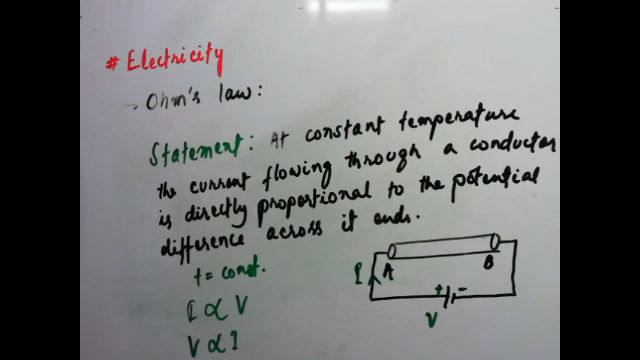 # Electricity
→ Ohm's law:
Statement: At constant temperature
the current flowing through a conductor
is directly proportional to the potential
difference across it ends.
t = const.
I ∝ V
V ∝ I
I
A
B
+ -
V